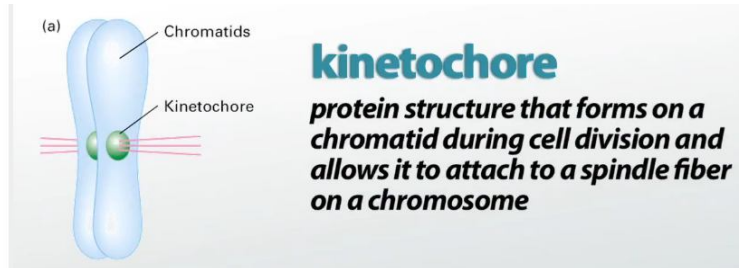 (a)
Chromatids
Kinetochore
kinetochore
protein structure that forms on a
chromatid during cell division and
allows it to attach to a spindle fiber
on a chromosome